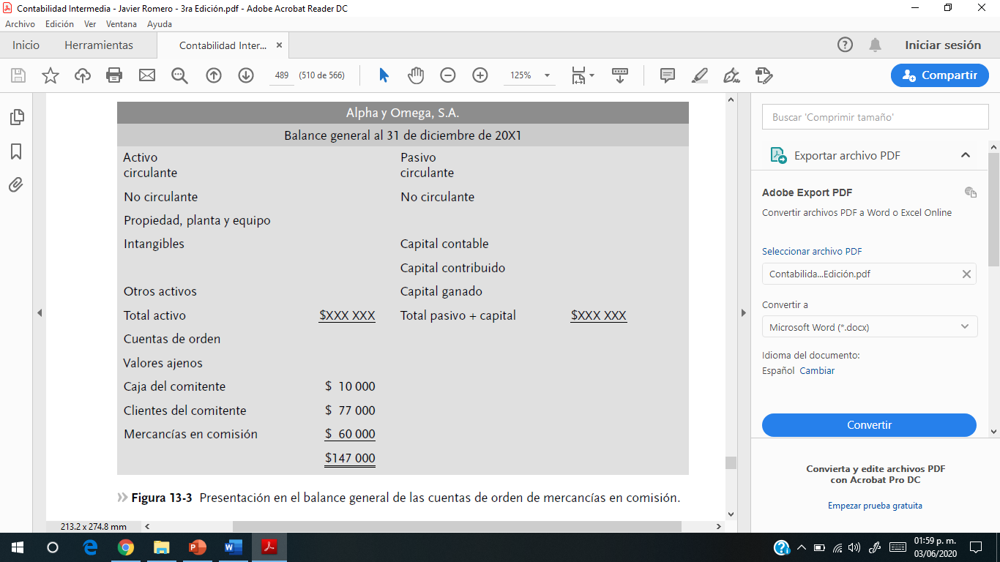 Contabilidad Intermedia - Javier Romero - 3ra Edición.pdf - Adobe Acrobat Reader DC
Archivo Edición Ver Ventana Ayuda
Inicio Herramientas Contabilidad Inter... × Iniciar sesión
489 (510 de 566) 125% Compartir
Alpha y Omega, S.A.
Balance general al 31 de diciembre de 20X1
Activo Pasivo
circulante circulante
No circulante No circulante
Propiedad, planta y equipo
Intangibles Capital contable
Capital contribuido
Otros activos Capital ganado
Total activo $XXX XXX Total pasivo + capital $XXX XXX
Cuentas de orden
Valores ajenos
Caja del comitente $ 10 000
Clientes del comitente $ 77 000
Mercancías en comisión $ 60 000
$147 000
Figura 13-3 Presentación en el balance general de las cuentas de orden de mercancías en comisión.
213.2 x 274.8 mm
Buscar 'Comprimir tamaño'
Exportar archivo PDF
Adobe Export PDF
Convertir archivos PDF a Word o Excel Online
Seleccionar archivo PDF
Contabilida...Edición.pdf
Convertir a
Microsoft Word (*.docx)
Idioma del documento:
Español Cambiar
Convertir
Convierta y edite archivos PDF
con Acrobat Pro DC
Empezar prueba gratuita
01:59 p. m.
03/06/2020